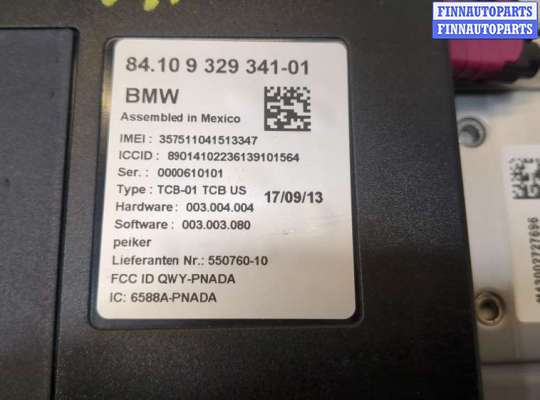 FINNAUTOPARTS
FINNAUTOPARTS
84.10 9 329 341-01
BMW
Assembled in Mexico
IMEI : 357511041513347
ICCID : 89014102236139101564
Ser. : 0000610101
Type : TCB-01 TCB US
17/09/13
Hardware : 003.004.004
Software : 003.003.080
peiker
Lieferanten Nr.: 550760-10
FCC ID QWY-PNADA
IC: 6588A-PNADA